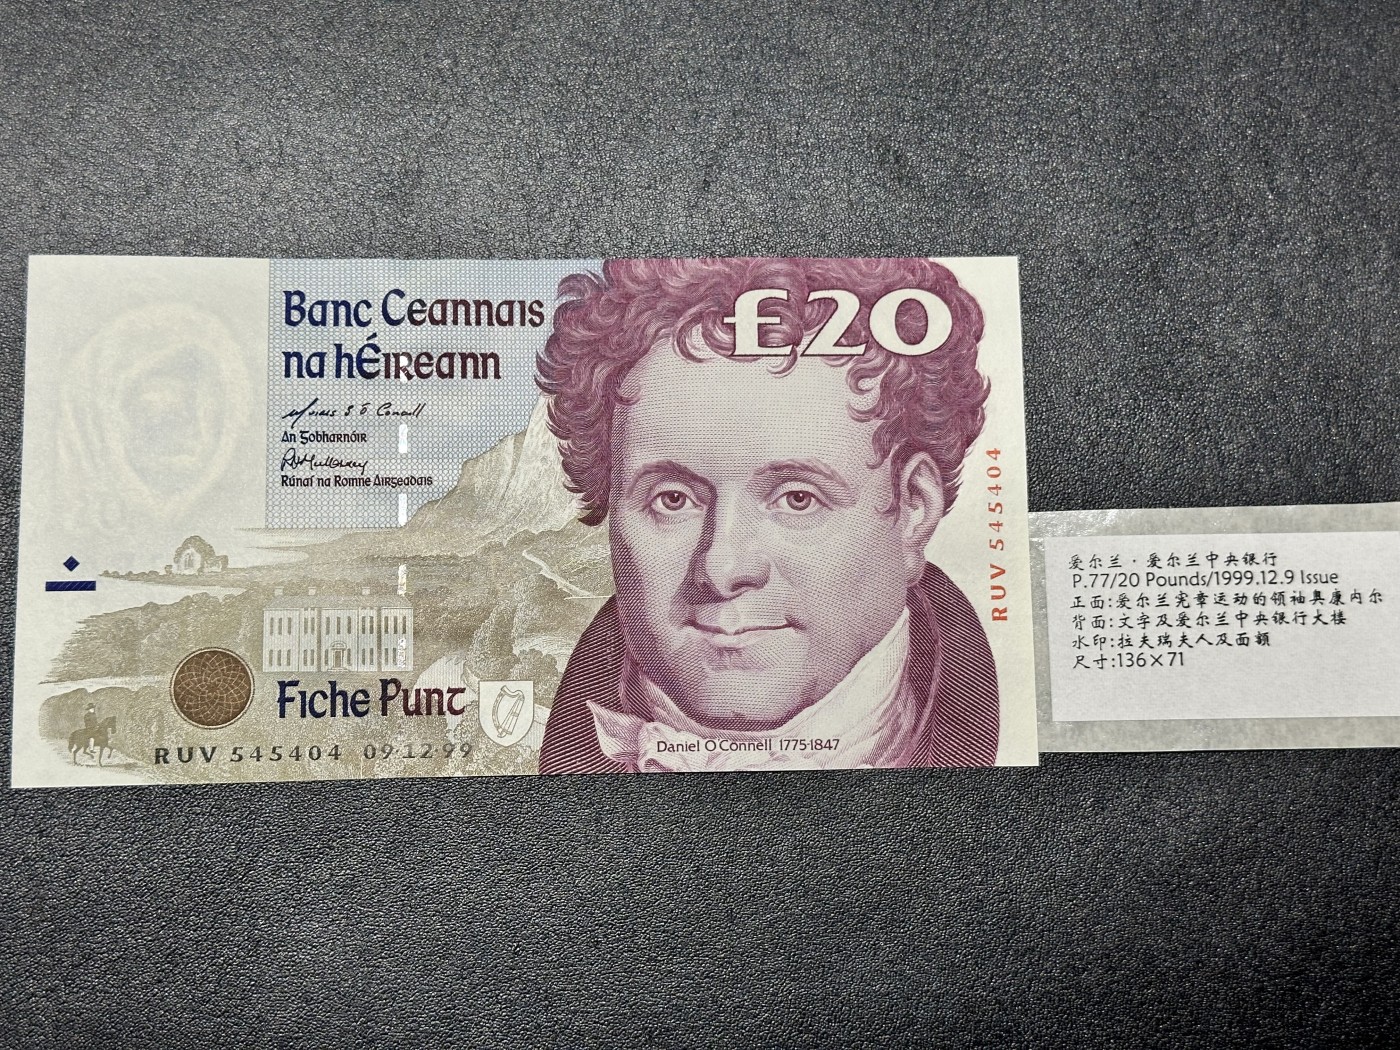 Banc Ceannais
na hÉireann
£20
An Gobharnóir
Rúnaí na Roinne Airgeadais
Fiche Punt
RUV 545404 09·12·99
Daniel O'Connell 1775-1847
RUV 545404
爱尔兰·爱尔兰中央银行
P.77/20 Pounds/1999.12.9 Issue
正面:爱尔兰宪章运动的领袖奥康内尔
背面:文字及爱尔兰中央银行大楼
水印:拉夫瑞夫人及面额
尺寸:136×71